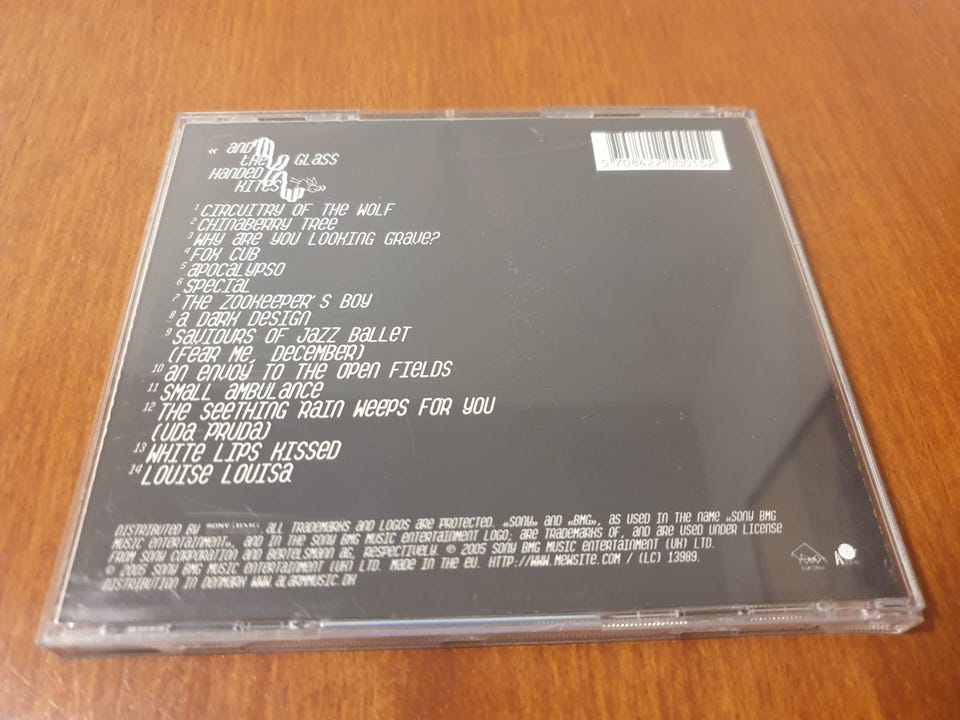 « AND
THE GLASS
HANDED
KITES
5 708422 000132
1 CIRCUITRY OF THE WOLF
2 CHINABERRY TREE
3 WHY ARE YOU LOOKING GRAVE?
4 FOX CUB
5 APOCALYPSO
6 SPECIAL
7 THE ZOOKEEPER'S BOY
8 A DARK DESIGN
9 SAVIOURS OF JAZZ BALLET
(FEAR ME, DECEMBER)
10 AN ENVOY TO THE OPEN FIELDS
11 SMALL AMBULANCE
12 THE SEETHING RAIN WEEPS FOR YOU
(UDA PRUDA)
13 WHITE LIPS KISSED
14 LOUISE LOUISA
DISTRIBUTED BY SONY BMG ALL TRADEMARKS AND LOGOS ARE PROTECTED. «SONY» AND «BMG», AS USED IN THE NAME «SONY BMG
MUSIC ENTERTAINMENT», AND IN THE SONY BMG MUSIC ENTERTAINMENT LOGO; ARE TRADEMARKS OF, AND ARE USED UNDER LICENSE
FROM SONY CORPORATION AND BERTELSMANN AG, RESPECTIVELY. ℗ 2005 SONY BMG MUSIC ENTERTAINMENT (UK) LTD.
© 2005 SONY BMG MUSIC ENTERTAINMENT (UK) LTD. MADE IN THE EU. HTTP://WWW.MEWSITE.COM / (LC) 13989.
DISTRIBUTION IN DENMARK WWW.ALARMMUSIC.DK